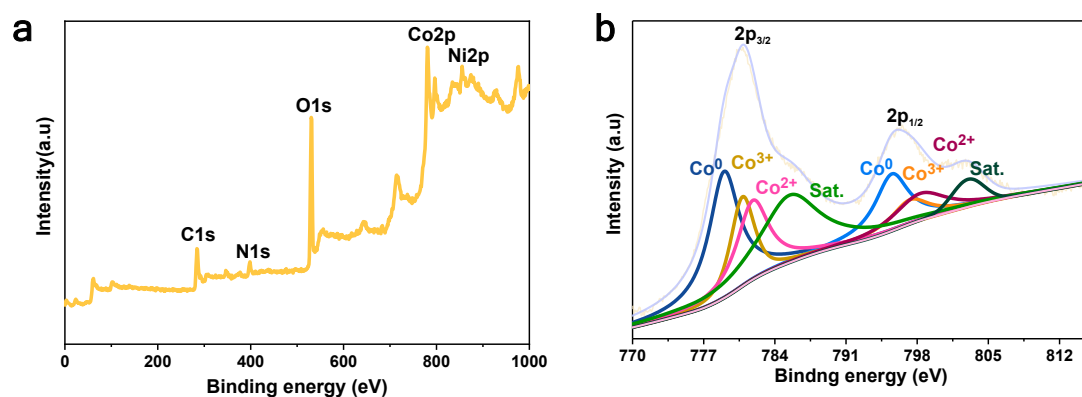 a
Intensity(a.u)
C1s
N1s
O1s
Co2p
Ni2p
0
200
400
600
800
1000
Binding energy (eV)
b
Intensity (a.u)
2p3/2
2p1/2
Co0
Co3+
Co2+
Sat.
Co0
Co3+
Co2+
Sat.
770
777
784
791
798
805
812
Bindng energy (eV)